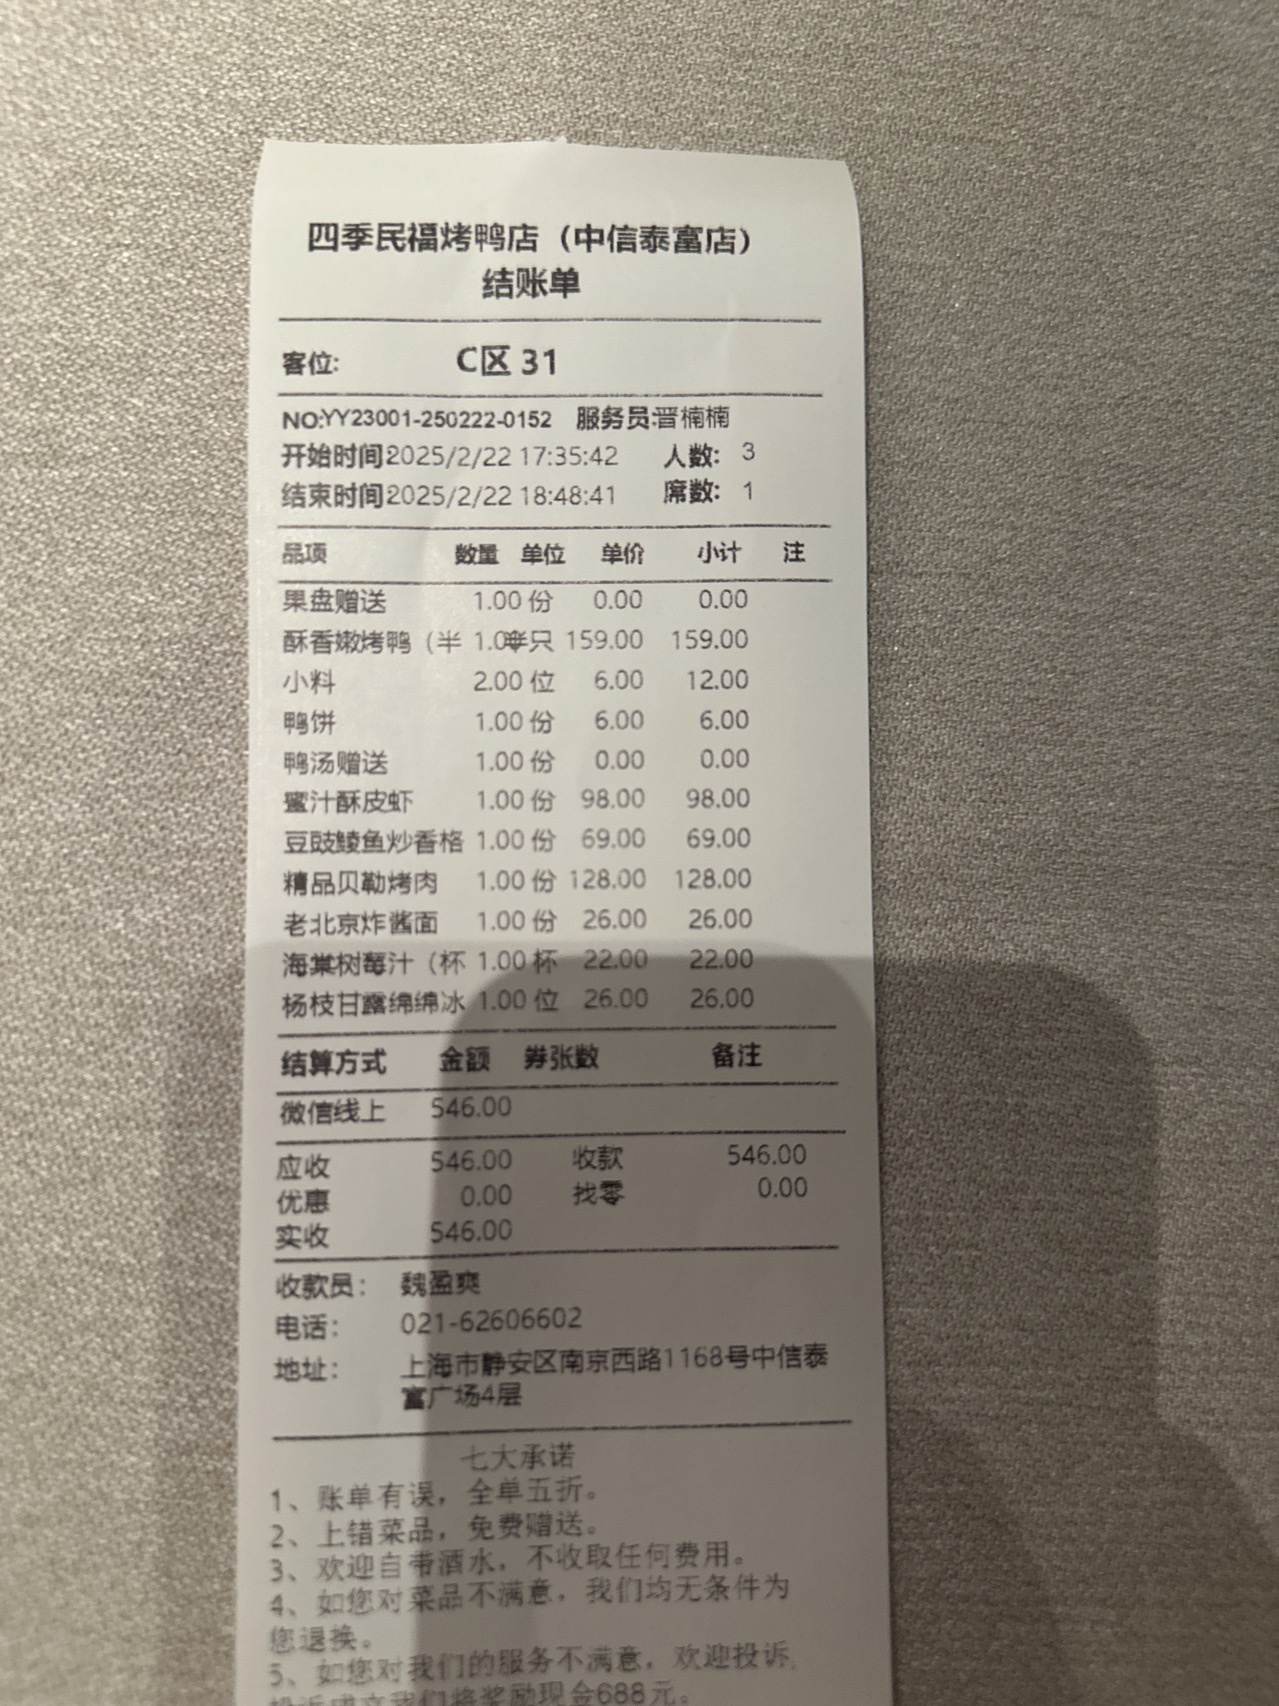 四季民福烤鸭店（中信泰富店）
结账单
客位: C区 31
NO:YY23001-250222-0152 服务员:晋楠楠
开始时间:2025/2/22 17:35:42 人数: 3
结束时间:2025/2/22 18:48:41 席数: 1
品项 数量 单位 单价 小计 注
果盘赠送 1.00 份 0.00 0.00
酥香嫩烤鸭（半 1.0 半只 159.00 159.00
小料 2.00 位 6.00 12.00
鸭饼 1.00 份 6.00 6.00
鸭汤赠送 1.00 份 0.00 0.00
蜜汁酥皮虾 1.00 份 98.00 98.00
豆豉鲮鱼炒香格 1.00 份 69.00 69.00
精品贝勒烤肉 1.00 份 128.00 128.00
老北京炸酱面 1.00 份 26.00 26.00
海棠树莓汁（杯 1.00 杯 22.00 22.00
杨枝甘露绵绵冰 1.00 位 26.00 26.00
结算方式 金额 券张数 备注
微信线上 546.00
应收 546.00 收款 546.00
优惠 0.00 找零 0.00
实收 546.00
收款员: 魏盈爽
电话: 021-62606602
地址: 上海市静安区南京西路1168号中信泰
富广场4层
七大承诺
1、账单有误，全单五折。
2、上错菜品，免费赠送。
3、欢迎自带酒水，不收取任何费用。
4、如您对菜品不满意，我们均无条件为
您退换。
5、如您对我们的服务不满意，欢迎投诉，
投诉成立我们将奖励现金688元。